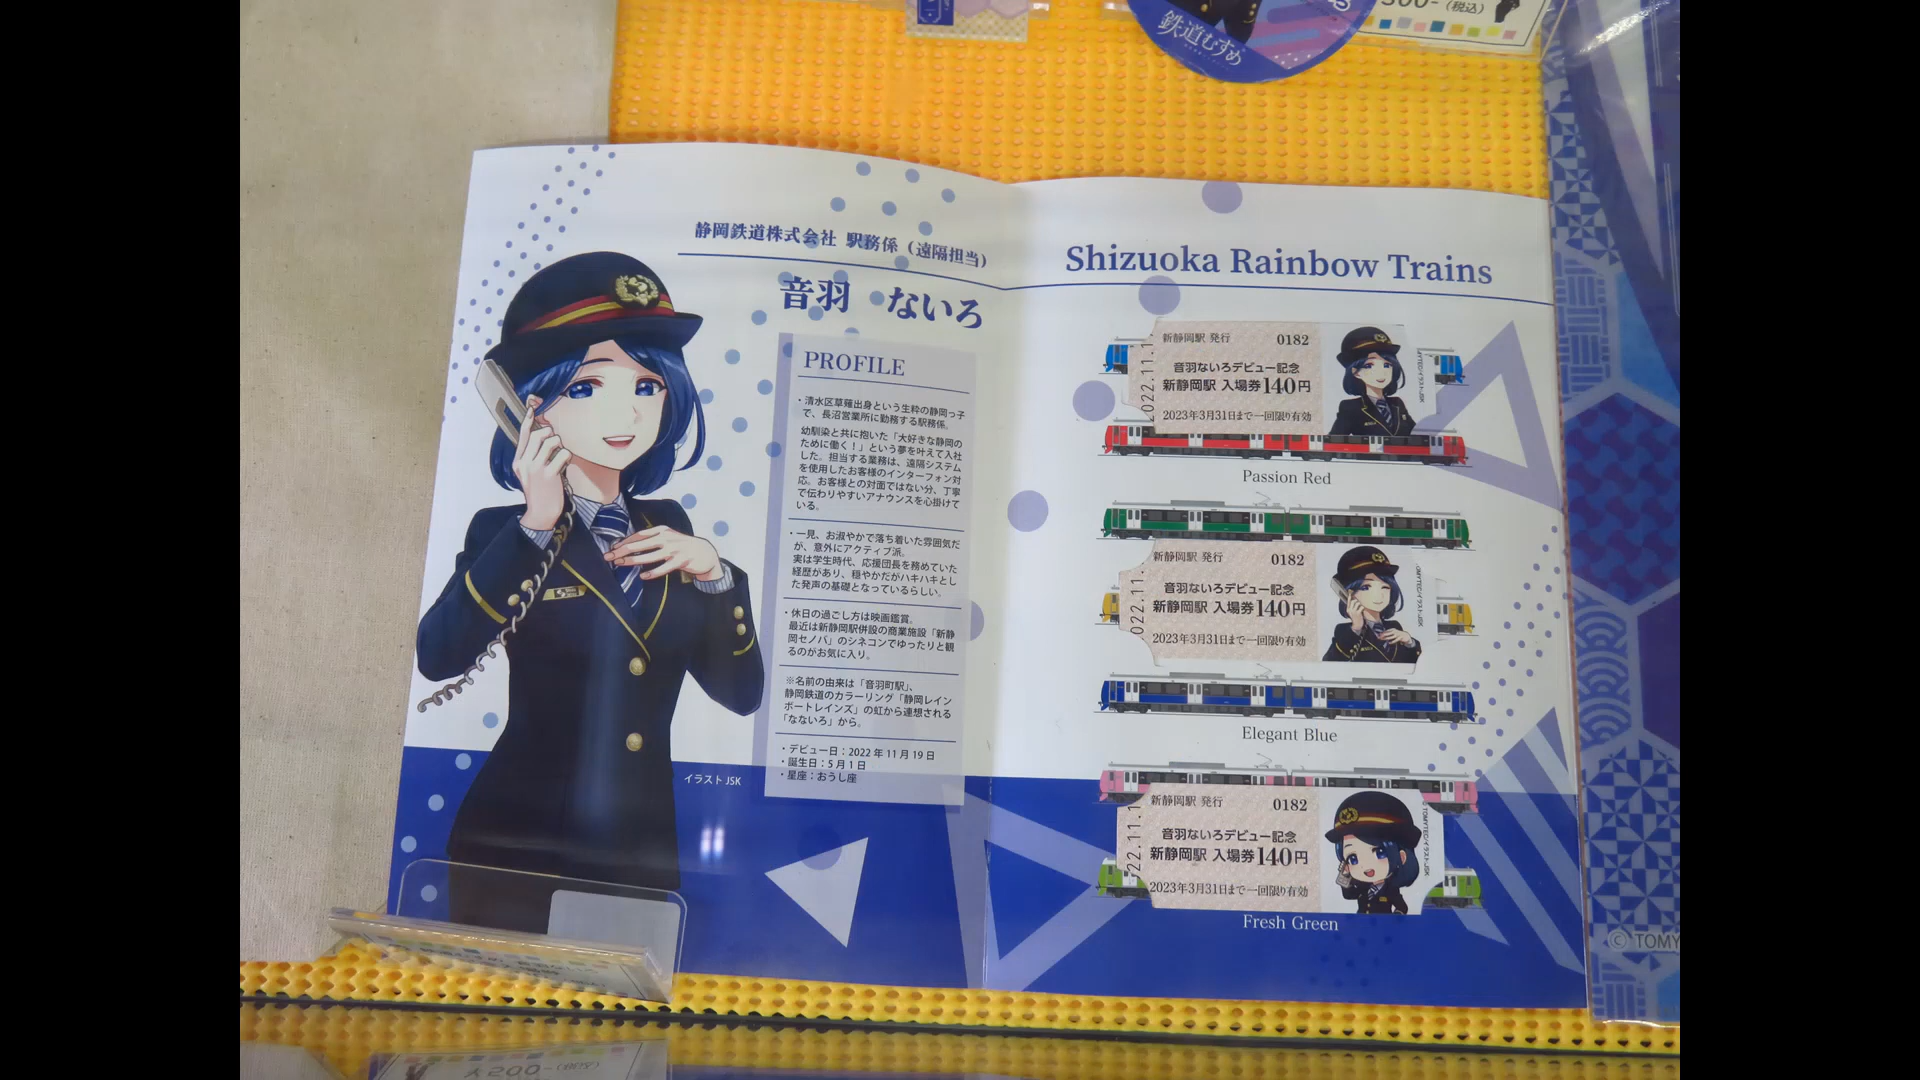 鉄道むすめ
300-(税込)
静岡鉄道株式会社 駅務係(遠隔担当)
音羽 ないろ
PROFILE
・清水区草薙出身という生粋の静岡っ子
で、長沼営業所に勤務する駅務係。
幼馴染と共に抱いた「大好きな静岡の
ために働く!」という夢を叶えて入社
した。担当する業務は、遠隔システム
を使用したお客様のインターフォン対
応。お客様との対面ではない分、丁寧
で伝わりやすいアナウンスを心掛けて
いる。
・一見、お淑やかで落ち着いた雰囲気だ
が、意外にアクティブ派。
実は学生時代、応援団長を務めていた
経歴があり、穏やかだがハキハキとし
た発声の基礎となっているらしい。
・休日の過ごし方は映画鑑賞。
最近は新静岡駅併設の商業施設「新静
岡セノバ」のシネコンでゆったりと観
るのがお気に入り。
※名前の由来は「音羽町駅」、
静岡鉄道のカラーリング「静岡レイン
ボートレインズ」の虹から連想される
「なないろ」から。
・デビュー日:2022年11月19日
・誕生日:5月1日
・星座:おうし座
イラスト JSK
Shizuoka Rainbow Trains
新静岡駅 発行 0182
音羽ないろデビュー記念
新静岡駅 入場券140円
2023年3月31日まで一回限り有効
2022.11.1
Passion Red
新静岡駅 発行 0182
音羽ないろデビュー記念
新静岡駅 入場券140円
2023年3月31日まで一回限り有効
022.11.
Elegant Blue
新静岡駅 発行 0182
音羽ないろデビュー記念
新静岡駅 入場券140円
2023年3月31日まで一回限り有効
22.11.1
©TOMYTEC/イラスト:JSK
Fresh Green
© TOMY